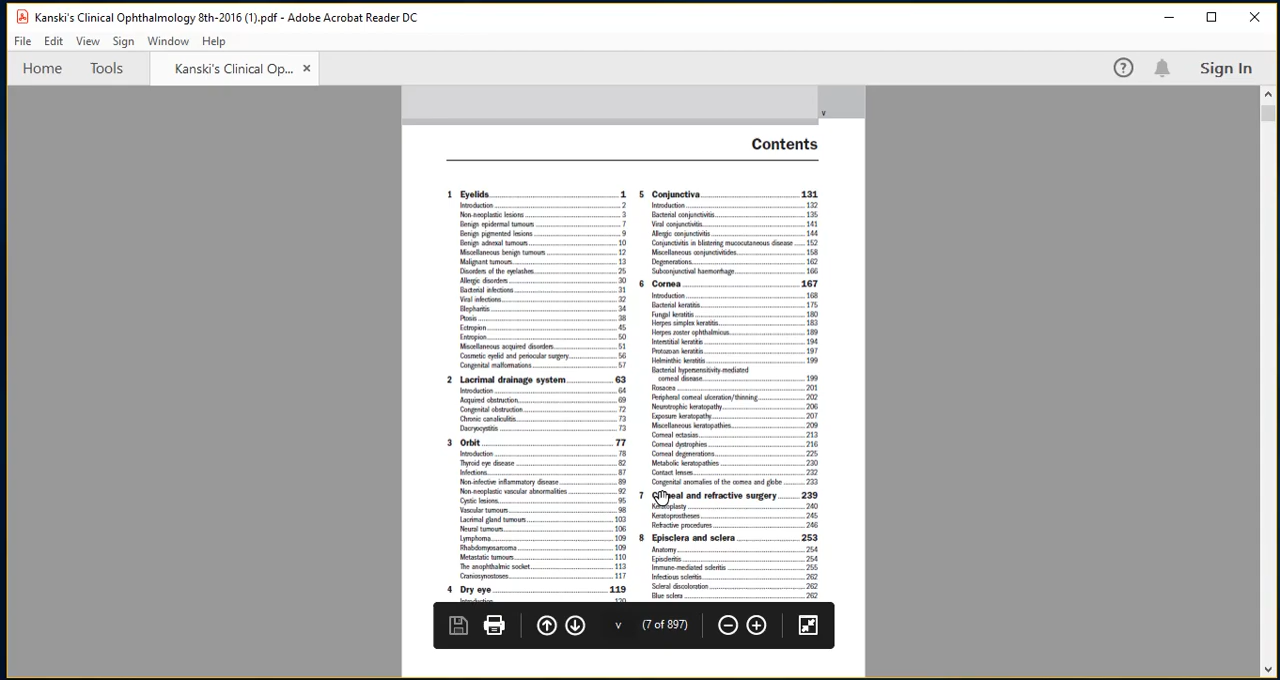 Kanski's Clinical Ophthalmology 8th-2016 (1).pdf - Adobe Acrobat Reader DC
File Edit View Sign Window Help
Home Tools Kanski's Clinical Op... × Sign In
v
Contents
1 Eyelids 1
Introduction 2
Non-neoplastic lesions 3
Benign epidermal tumours 7
Benign pigmented lesions 9
Benign adnexal tumours 10
Miscellaneous benign tumours 12
Malignant tumours 13
Disorders of the eyelashes 25
Allergic disorders 30
Bacterial infections 31
Viral infections 32
Blepharitis 34
Ptosis 38
Ectropion 45
Entropion 50
Miscellaneous acquired disorders 51
Cosmetic eyelid and periocular surgery 56
Congenital malformations 57
2 Lacrimal drainage system 63
Introduction 64
Acquired obstruction 69
Congenital obstruction 72
Chronic canaliculitis 73
Dacryocystitis 73
3 Orbit 77
Introduction 78
Thyroid eye disease 82
Infections 87
Non-infective inflammatory disease 89
Non-neoplastic vascular abnormalities 92
Cystic lesions 95
Vascular tumours 98
Lacrimal gland tumours 103
Neural tumours 106
Lymphoma 109
Rhabdomyosarcoma 109
Metastatic tumours 110
The anophthalmic socket 113
Craniosynostoses 117
4 Dry eye 119
5 Conjunctiva 131
Introduction 132
Bacterial conjunctivitis 135
Viral conjunctivitis 141
Allergic conjunctivitis 144
Conjunctivitis in blistering mucocutaneous disease 152
Miscellaneous conjunctivitides 158
Degenerations 162
Subconjunctival haemorrhage 166
6 Cornea 167
Introduction 168
Bacterial keratitis 175
Fungal keratitis 180
Herpes simplex keratitis 183
Herpes zoster ophthalmicus 189
Interstitial keratitis 194
Protozoan keratitis 197
Helminthic keratitis 199
Bacterial hypersensitivity-mediated
corneal disease 199
Rosacea 201
Peripheral corneal ulceration/thinning 202
Neurotrophic keratopathy 206
Exposure keratopathy 207
Miscellaneous keratopathies 209
Corneal ectasias 213
Corneal dystrophies 216
Corneal degenerations 225
Metabolic keratopathies 230
Contact lenses 232
Congenital anomalies of the cornea and globe 233
7 Corneal and refractive surgery 239
Keratoplasty 240
Keratoprostheses 245
Refractive procedures 246
8 Episclera and sclera 253
Anatomy 254
Episcleritis 254
Immune-mediated scleritis 255
Infectious scleritis 262
Scleral discoloration 262
Blue sclera 262
v (7 of 897)